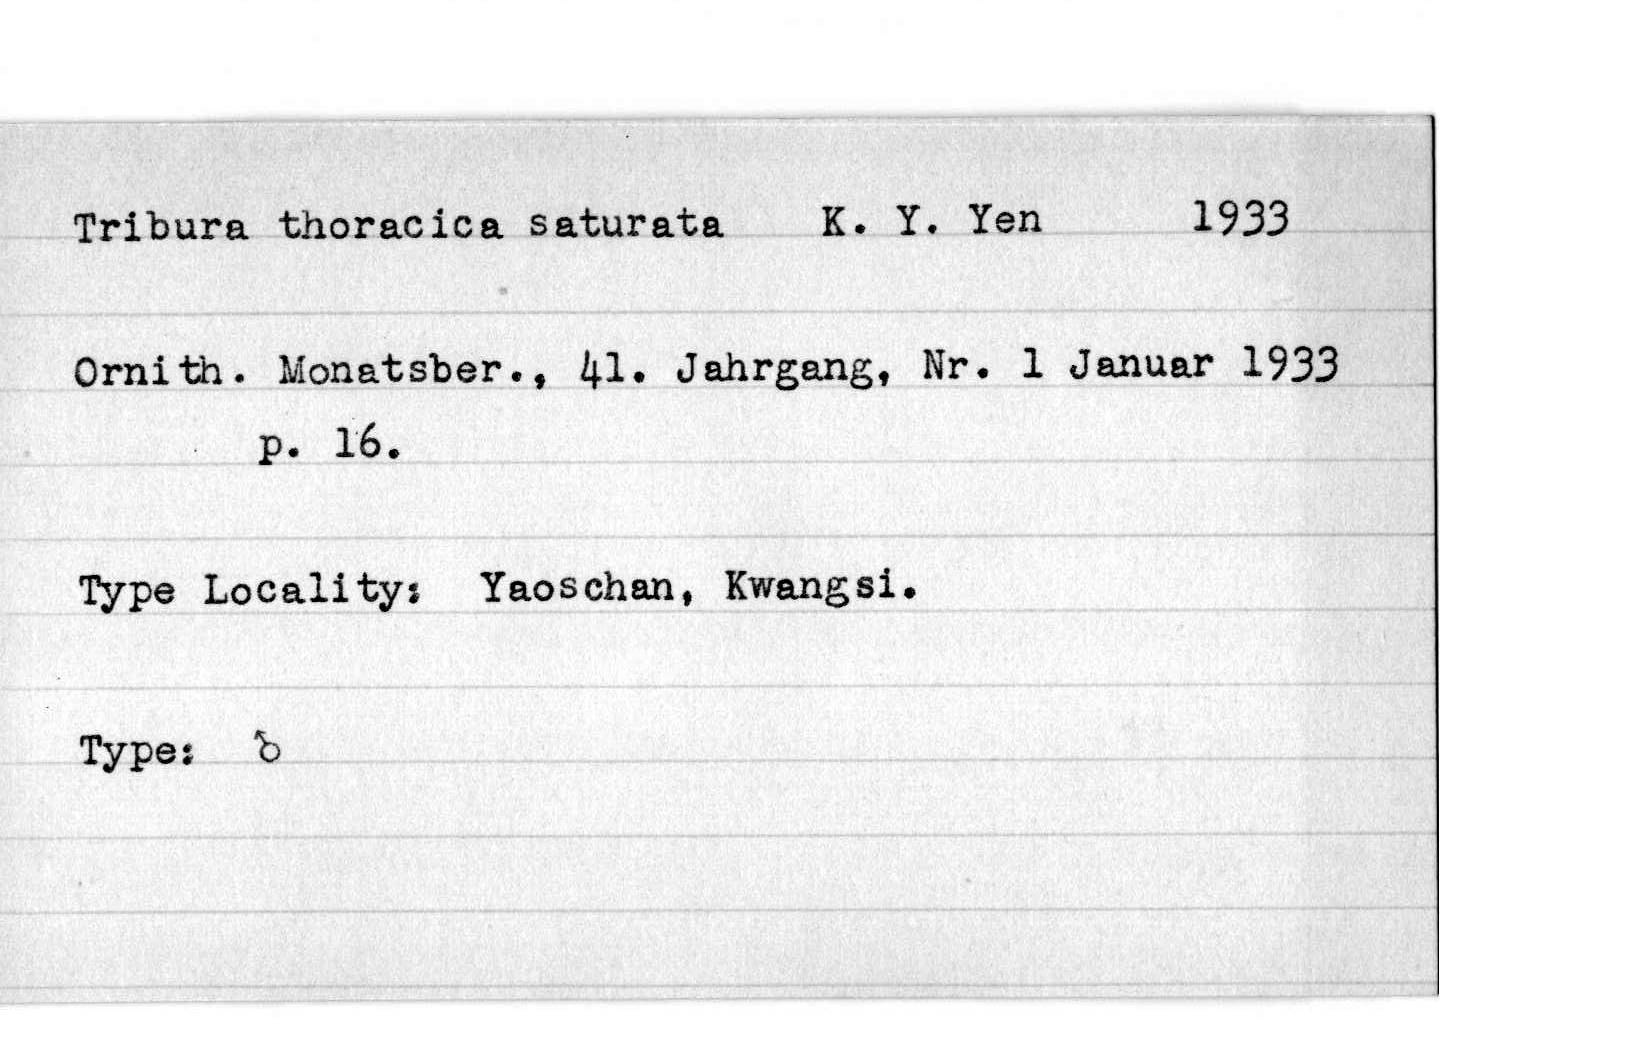 Tribura thoracica saturata K. Y. Yen 1933
Ornith. Monatsber., 41. Jahrgang, Nr. 1 Januar 1933
p. 16.
Type Locality: Yaoschan, Kwangsi.
Type: ♂